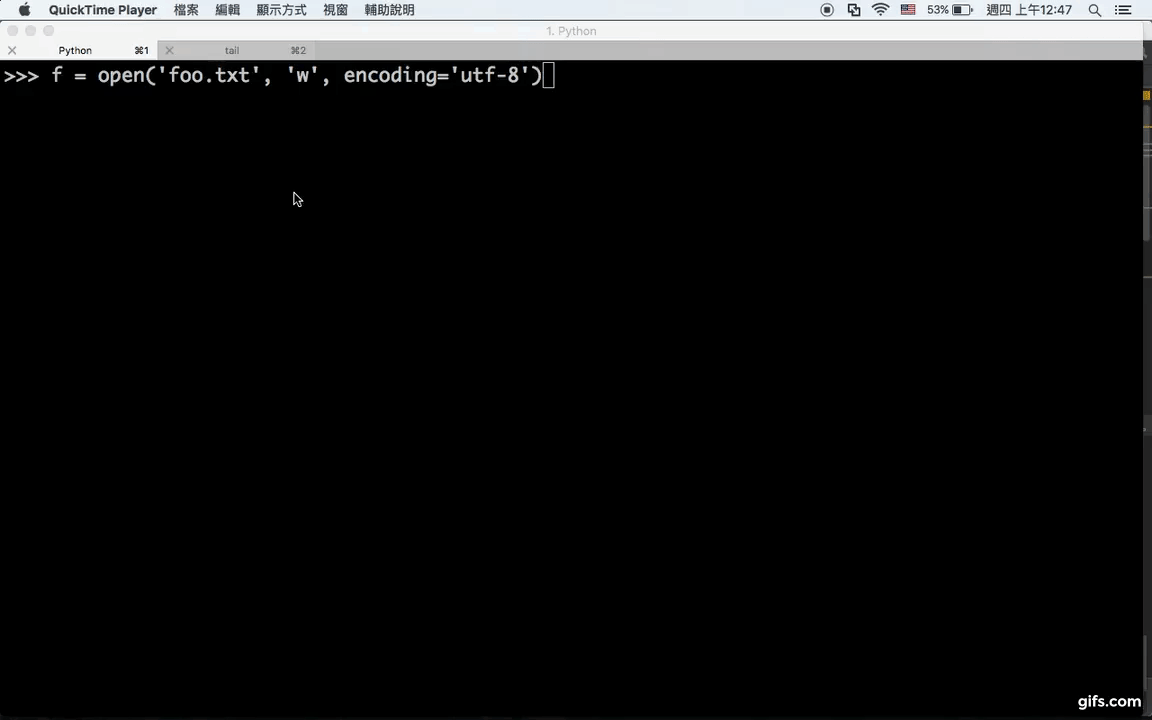 QuickTime Player 檔案 編輯 顯示方式 視窗 輔助說明 53% 週四 上午12:47
1. Python
Python ⌘1 tail ⌘2
>>> f = open('foo.txt', 'w', encoding='utf-8')
gifs.com